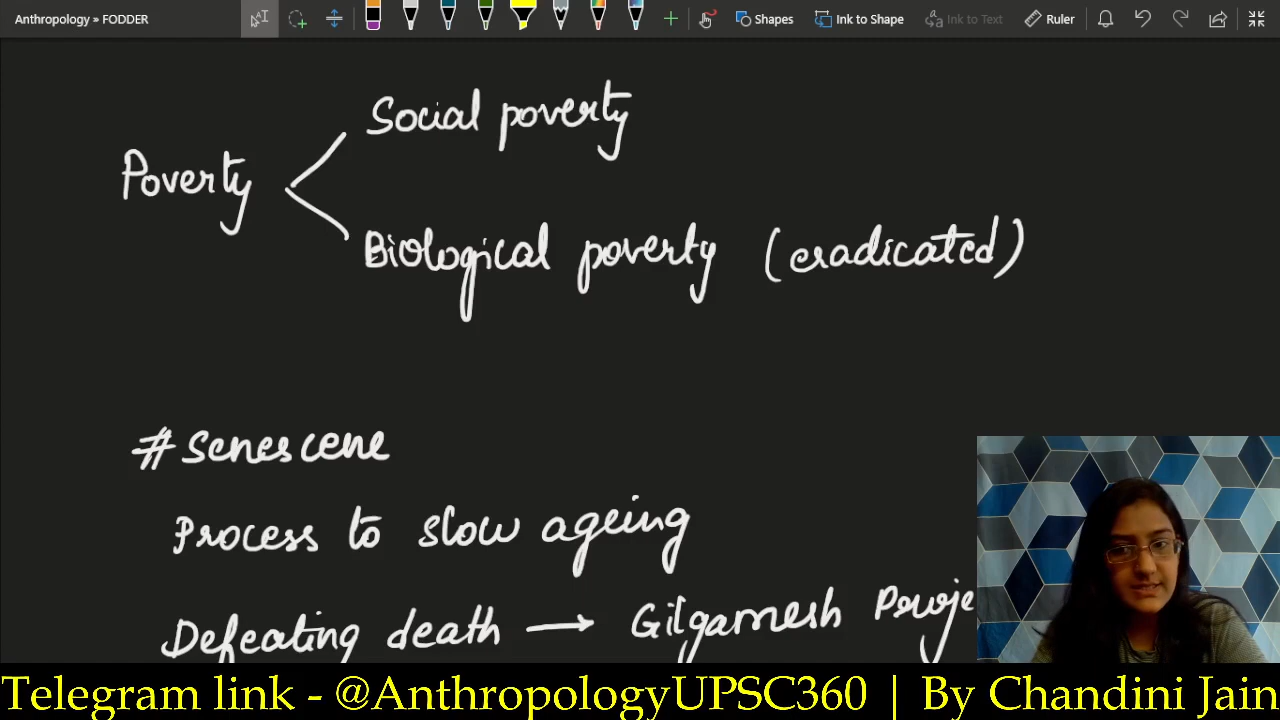 Anthropology » FODDER
Shapes
Ink to Shape
Ink to Text
Ruler
Social poverty
Poverty
Biological poverty (eradicated)
# Senescene
Process to slow ageing
Defeating death → Gilgamesh Proje
Telegram link - @AnthropologyUPSC360 | By Chandini Jain